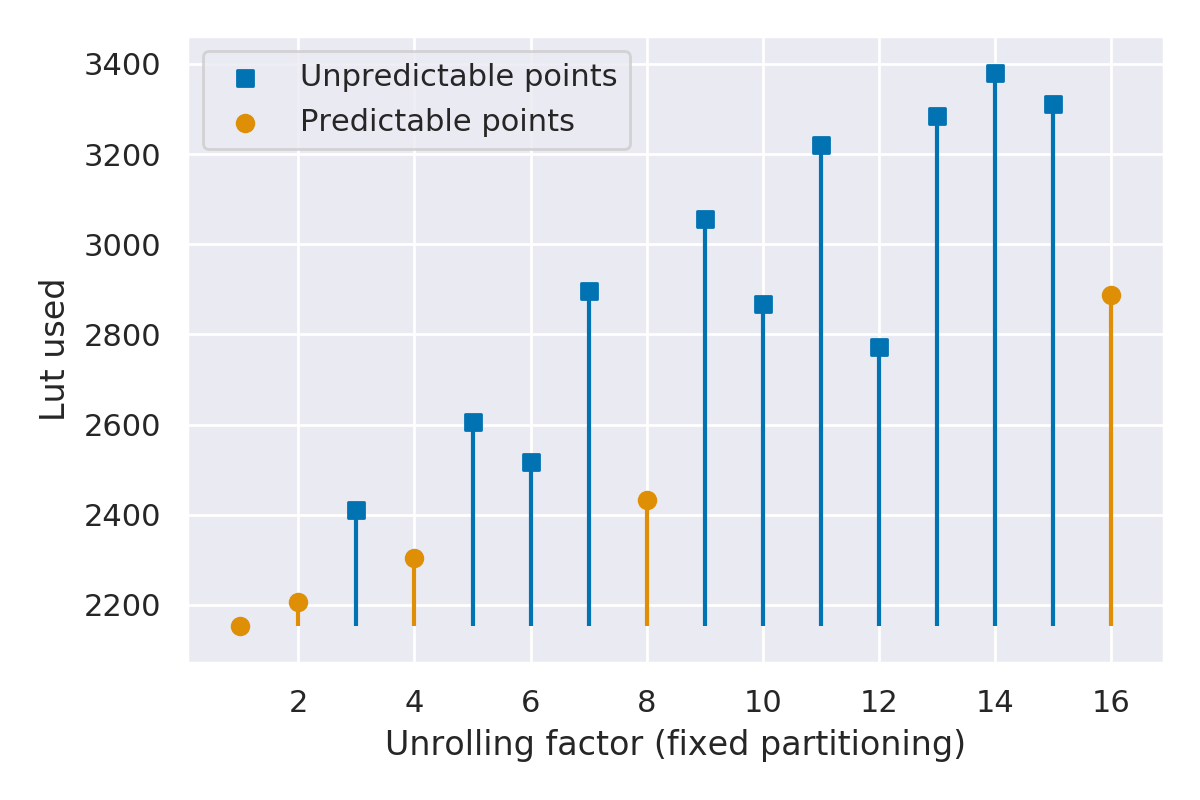 Unpredictable points
Predictable points
3400
3200
3000
2800
2600
2400
2200
Lut used
2 4 6 8 10 12 14 16
Unrolling factor (fixed partitioning)